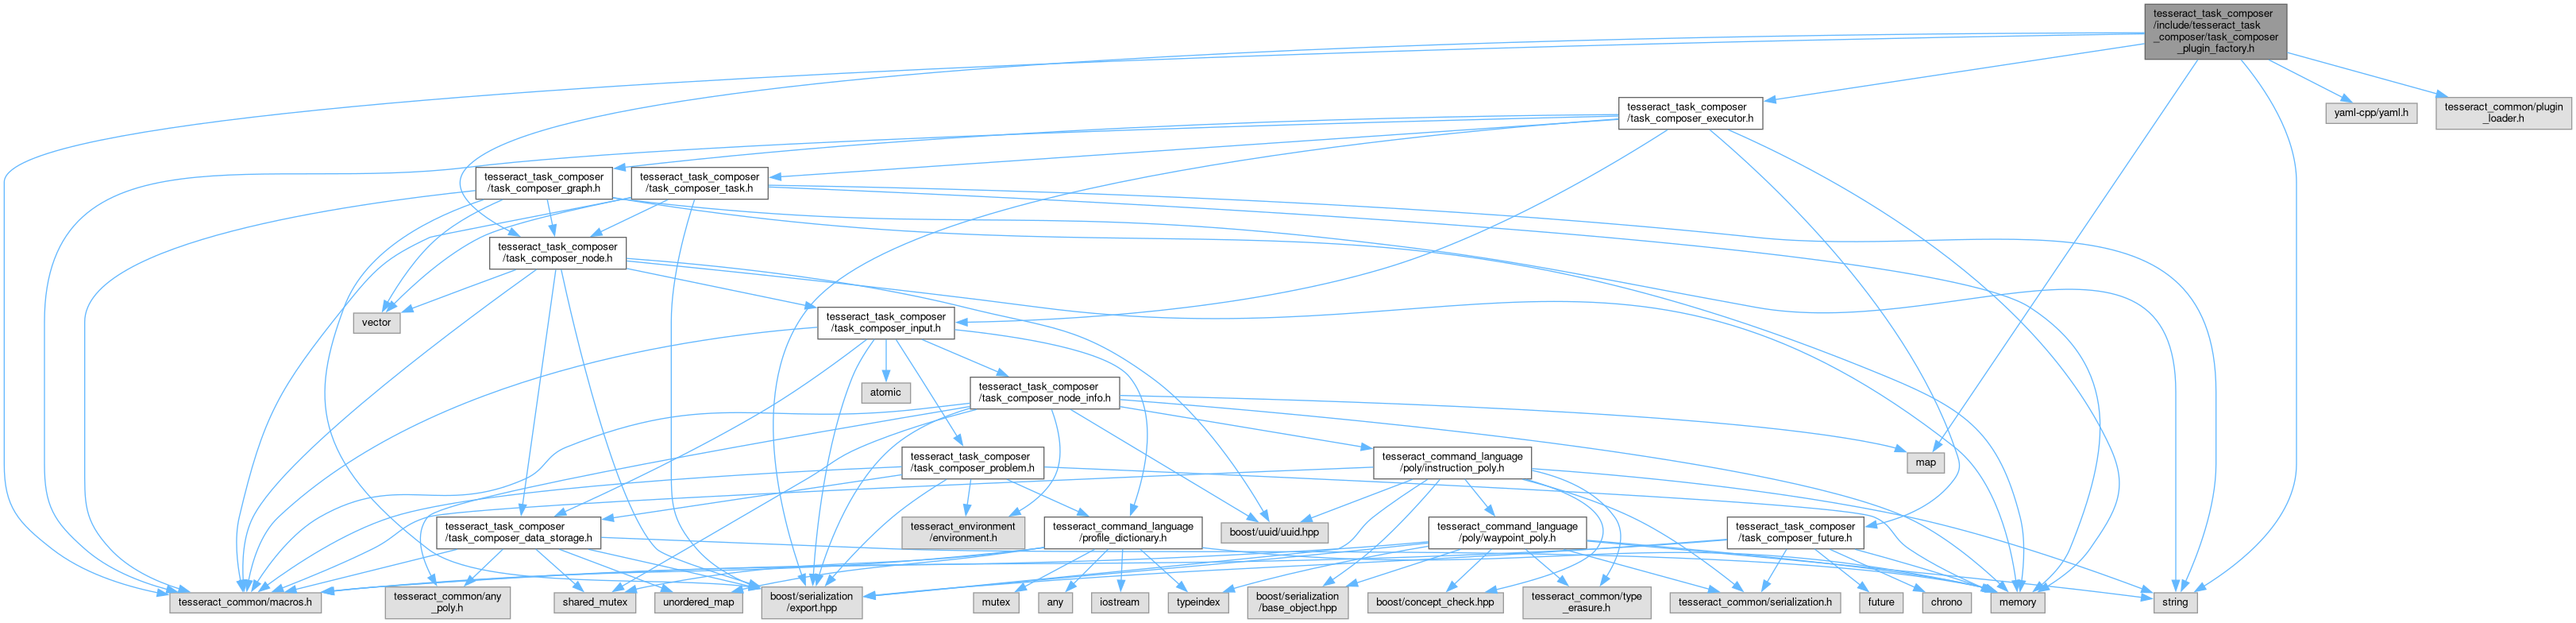 tesseract_task_composer
/include/tesseract_task
_composer/task_composer
_plugin_factory.h
tesseract_task_composer
/task_composer_executor.h
yaml-cpp/yaml.h
tesseract_common/plugin
_loader.h
tesseract_task_composer
/task_composer_graph.h
tesseract_task_composer
/task_composer_task.h
tesseract_task_composer
/task_composer_node.h
vector
tesseract_task_composer
/task_composer_input.h
atomic
tesseract_task_composer
/task_composer_node_info.h
tesseract_task_composer
/task_composer_problem.h
tesseract_command_language
/poly/instruction_poly.h
map
tesseract_task_composer
/task_composer_data_storage.h
tesseract_environment
/environment.h
tesseract_command_language
/profile_dictionary.h
boost/uuid/uuid.hpp
tesseract_command_language
/poly/waypoint_poly.h
tesseract_task_composer
/task_composer_future.h
tesseract_common/macros.h
tesseract_common/any
_poly.h
shared_mutex
unordered_map
boost/serialization
/export.hpp
mutex
any
iostream
typeindex
boost/serialization
/base_object.hpp
boost/concept_check.hpp
tesseract_common/type
_erasure.h
tesseract_common/serialization.h
future
chrono
memory
string